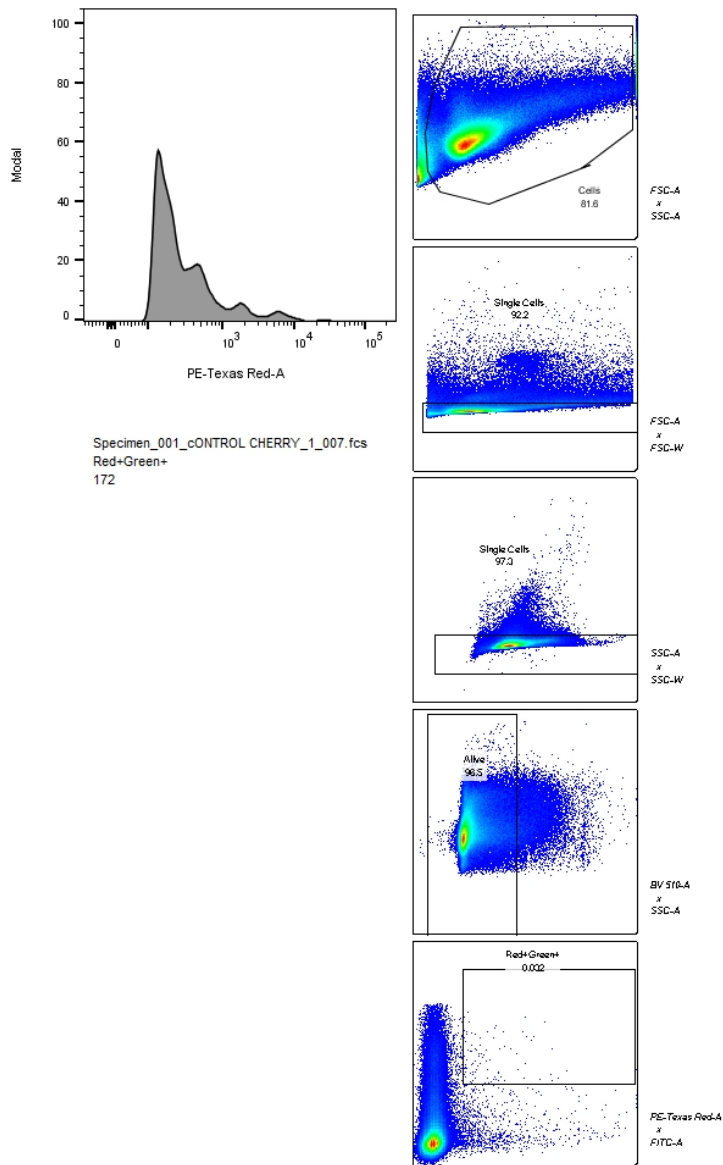 100
80
60
40
20
0
Modal
0
10³
10⁴
10⁵
PE-Texas Red-A
Specimen_001_cONTROL CHERRY_1_007.fcs
Red+Green+
172
Cells
81.6
FSC-A
x
SSC-A
Single Cells
92.2
FSC-A
x
FSC-W
Single Cells
97.3
SSC-A
x
SSC-W
Alive
96.5
BV 510-A
x
SSC-A
Red+Green+
0.032
PE-Texas Red-A
x
FITC-A